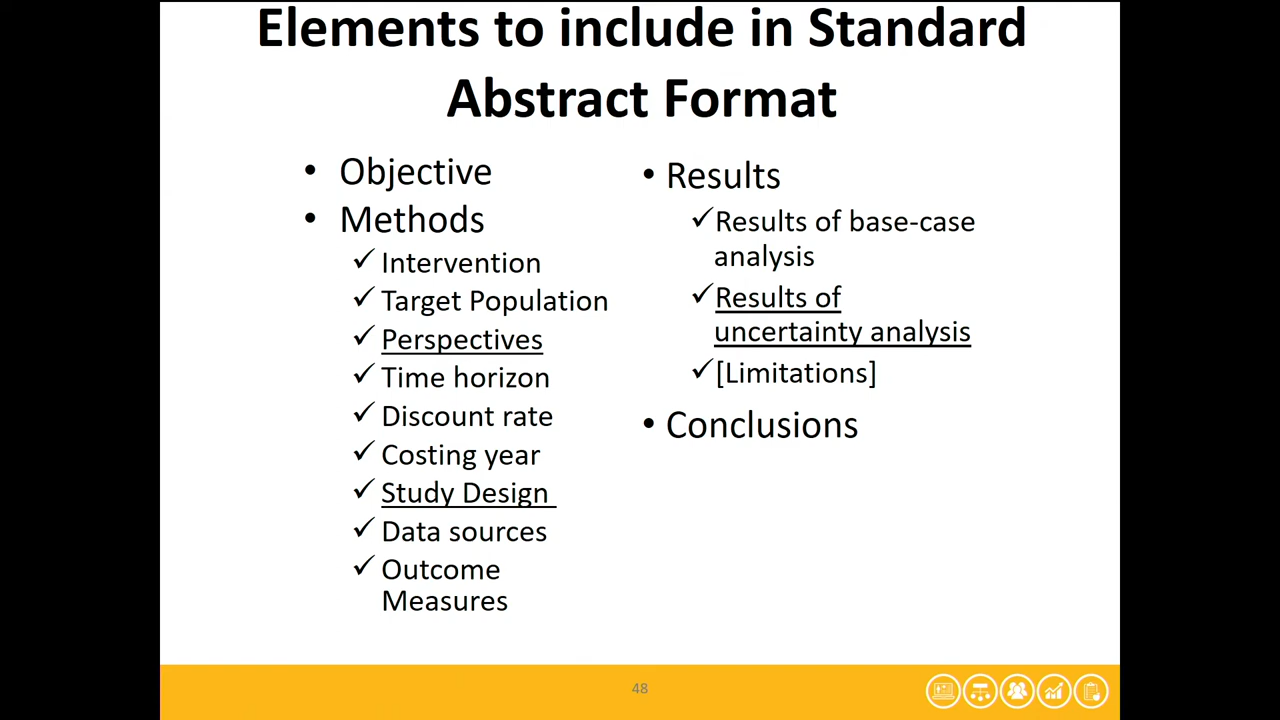 Elements to include in Standard
Abstract Format
• Objective
• Methods
✓ Intervention
✓ Target Population
✓ Perspectives
✓ Time horizon
✓ Discount rate
✓ Costing year
✓ Study Design
✓ Data sources
✓ Outcome
Measures
• Results
✓ Results of base-case
analysis
✓ Results of
uncertainty analysis
✓ [Limitations]
• Conclusions
48